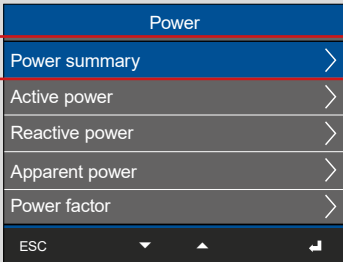 Power
Power summary
Active power
Reactive power
Apparent power
Power factor
ESC